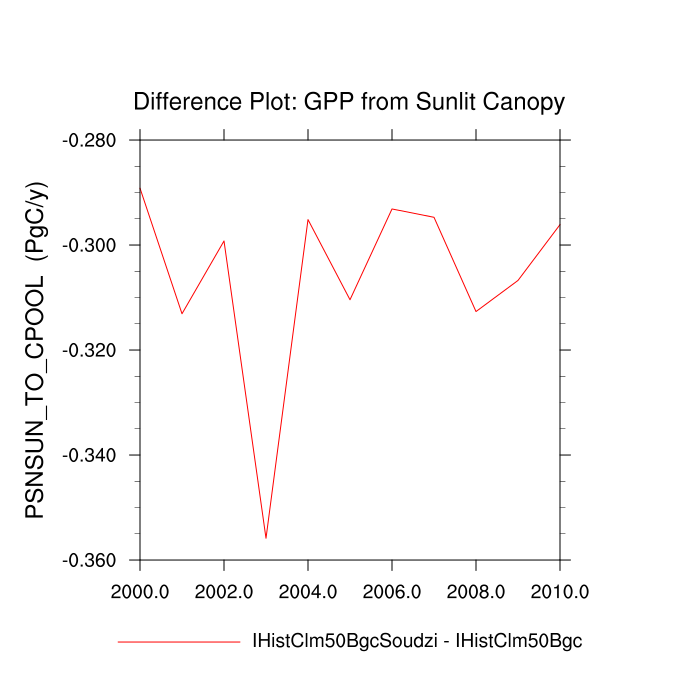 Difference Plot: GPP from Sunlit Canopy
PSNSUN_TO_CPOOL (PgC/y)
-0.280
-0.300
-0.320
-0.340
-0.360
2000.0 2002.0 2004.0 2006.0 2008.0 2010.0
IHistClm50BgcSoudzi - IHistClm50Bgc